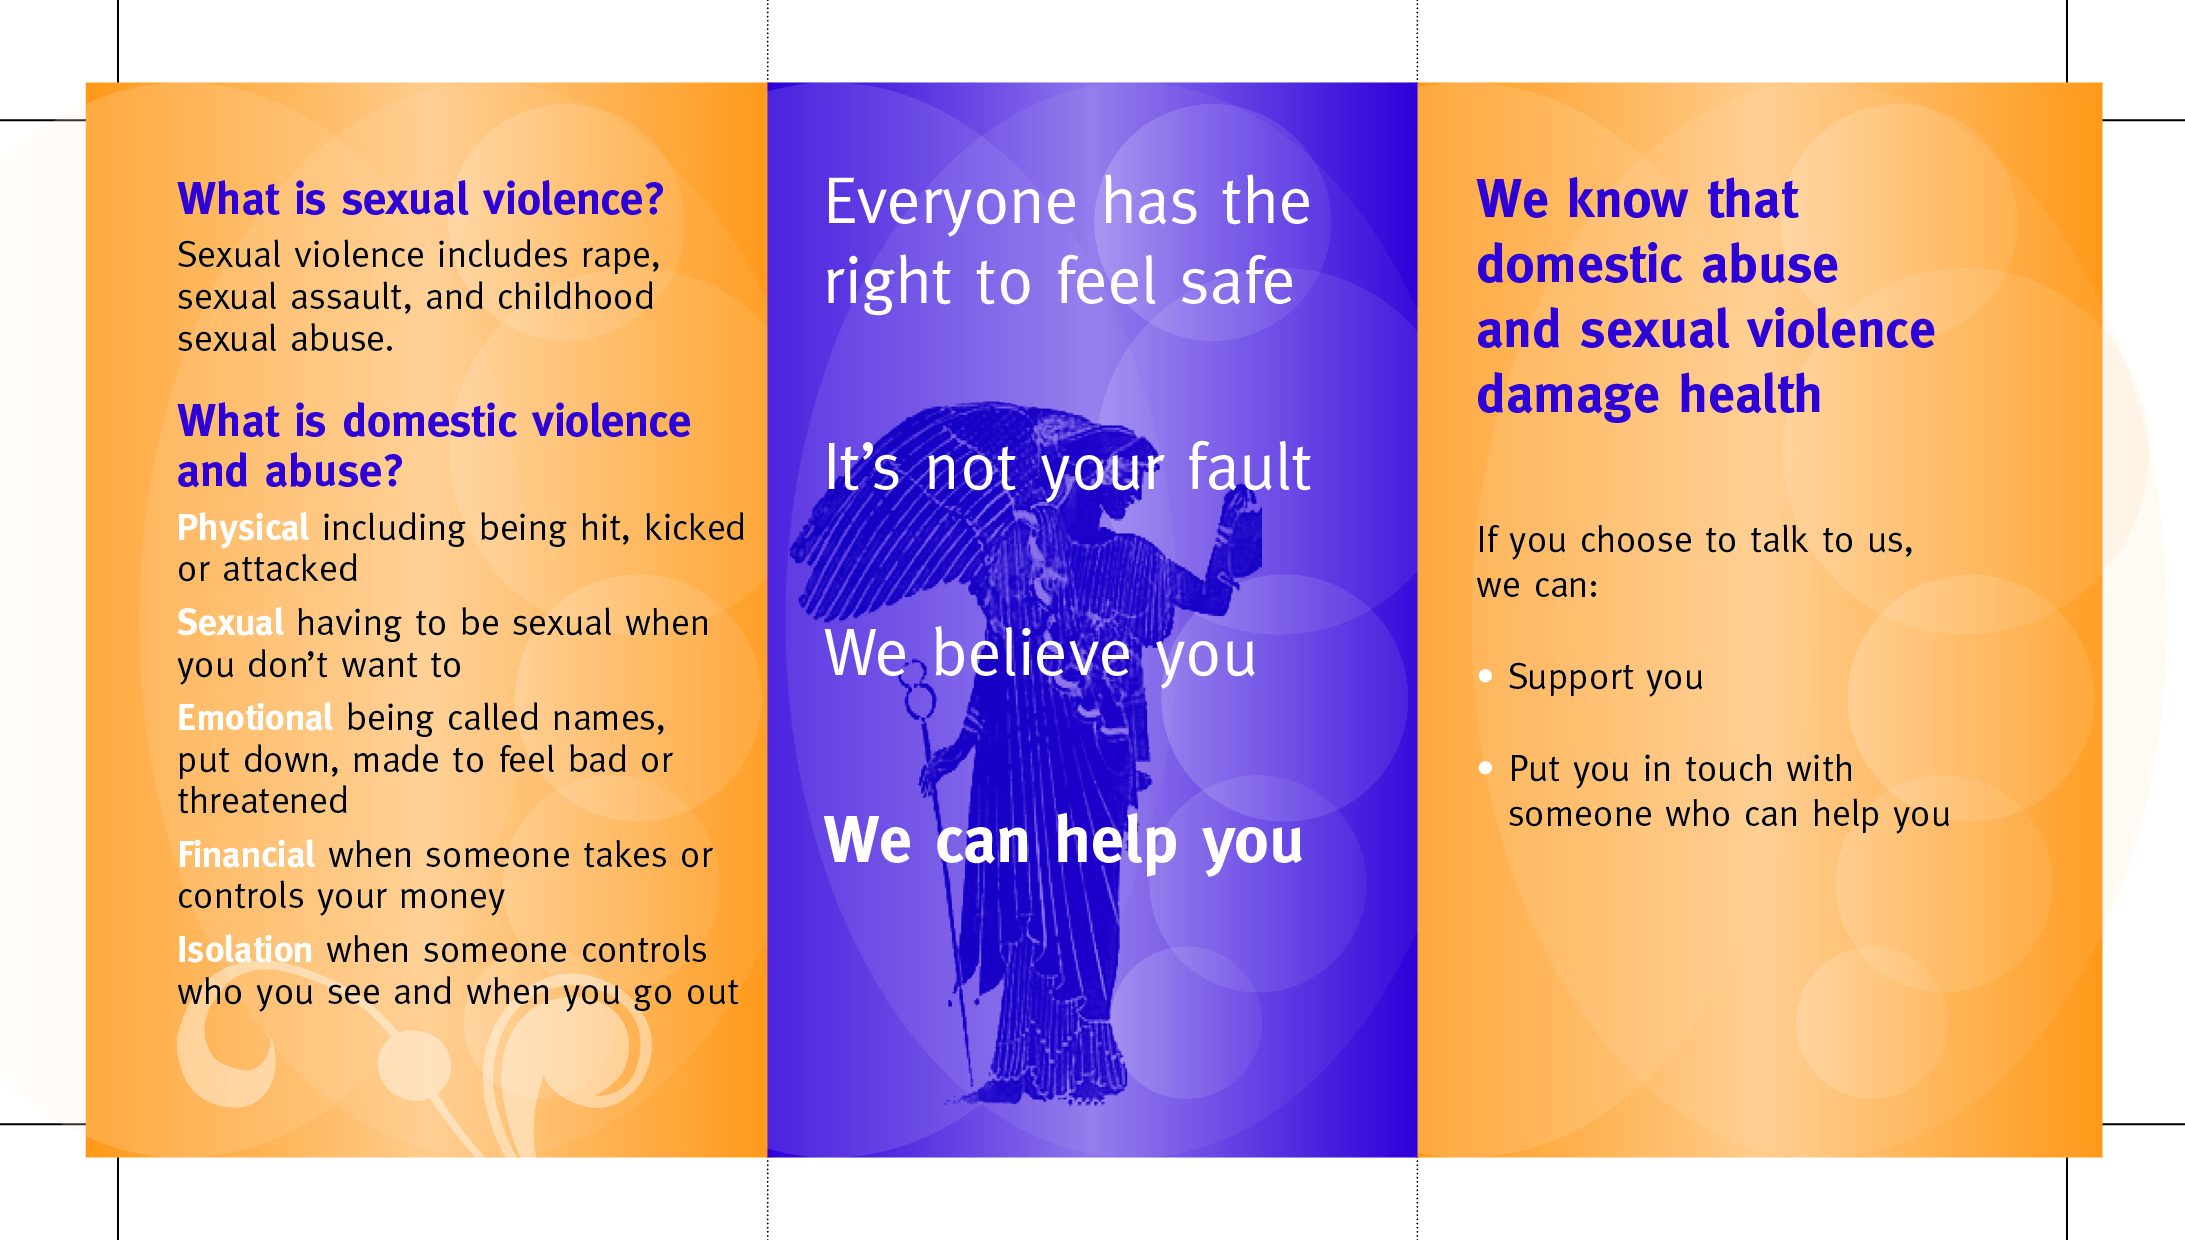 What is sexual violence?
Sexual violence includes rape,
sexual assault, and childhood
sexual abuse.
What is domestic violence
and abuse?
Physical including being hit, kicked
or attacked
Sexual having to be sexual when
you don’t want to
Emotional being called names,
put down, made to feel bad or
threatened
Financial when someone takes or
controls your money
Isolation when someone controls
who you see and when you go out
Everyone has the
right to feel safe
It’s not your fault
We believe you
We can help you
We know that
domestic abuse
and sexual violence
damage health
If you choose to talk to us,
we can:
• Support you
• Put you in touch with
someone who can help you